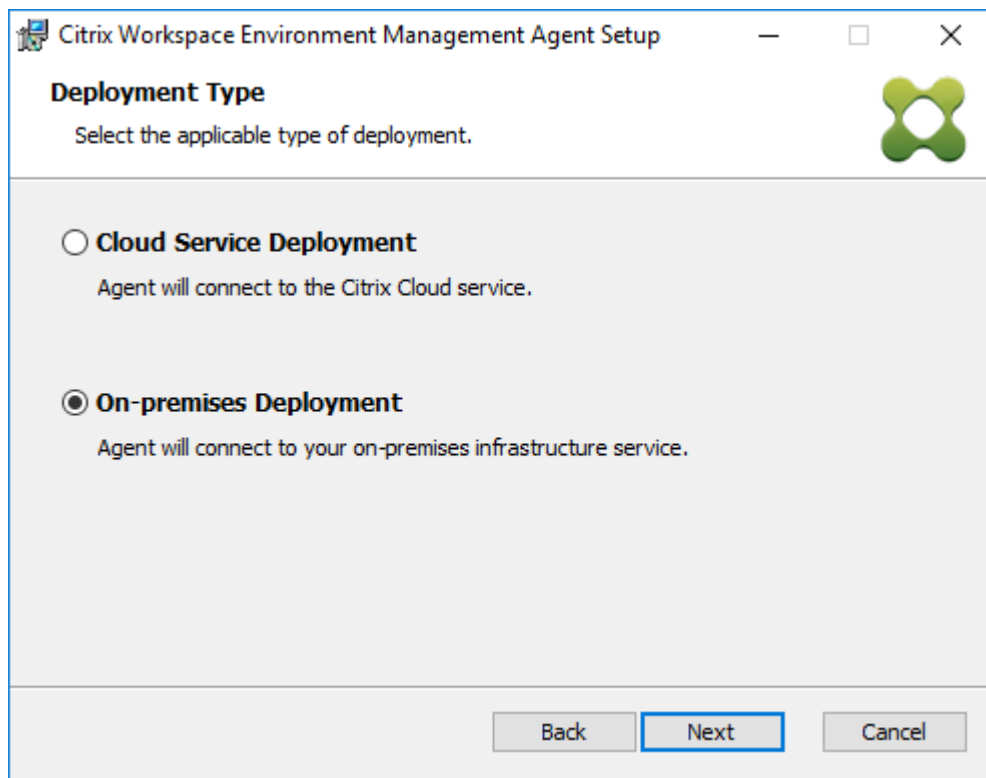 Citrix Workspace Environment Management Agent Setup
Deployment Type
Select the applicable type of deployment.
Cloud Service Deployment
Agent will connect to the Citrix Cloud service.
On-premises Deployment
Agent will connect to your on-premises infrastructure service.
Back Next Cancel